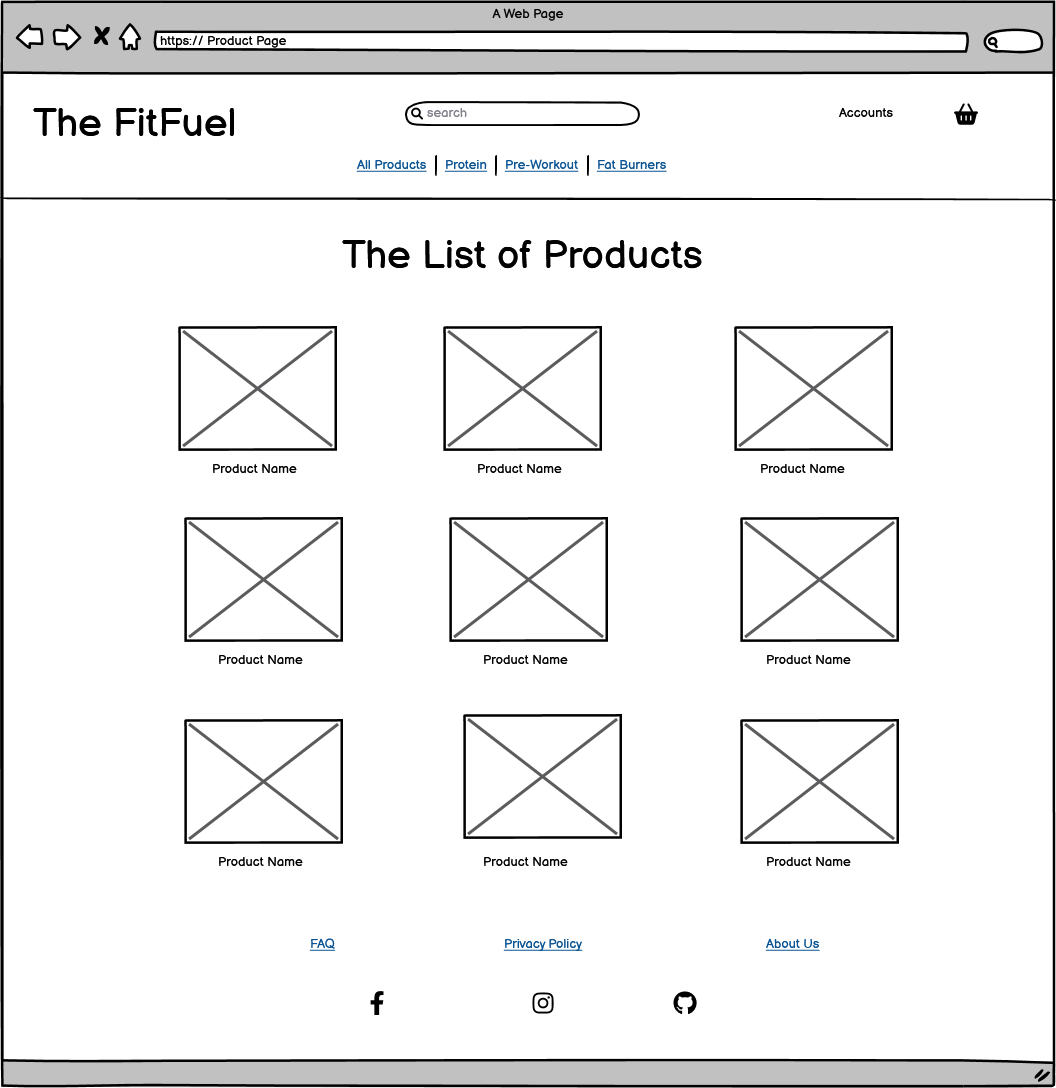 A Web Page
https:// Product Page
The FitFuel
search
Accounts
All Products Protein Pre-Workout Fat Burners
The List of Products
Product Name Product Name Product Name
Product Name Product Name Product Name
Product Name Product Name Product Name
FAQ Privacy Policy About Us